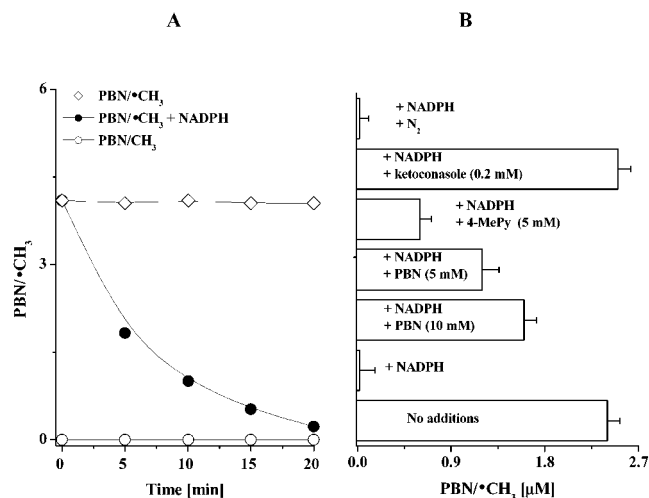 A
B
6
3
0
PBN/•CH₃
◇ PBN/•CH₃
● PBN/•CH₃ + NADPH
○ PBN/CH₃
0
5
10
15
20
Time [min]
+ NADPH
+ N₂
+ NADPH
+ ketoconasole (0.2 mM)
+ NADPH
+ 4-MePy (5 mM)
+ NADPH
+ PBN (5 mM)
+ NADPH
+ PBN (10 mM)
+ NADPH
No additions
0.0
0.9
1.8
2.7
PBN/•CH₃ [µM]